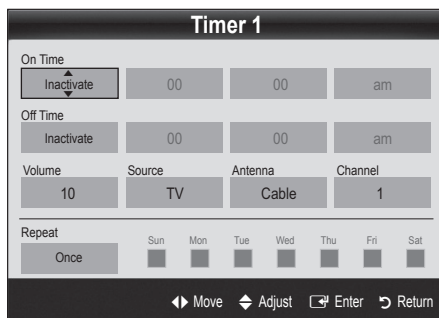 Timer 1
On Time
Inactivate 00 00 am
Off Time
Inactivate 00 00 am
Volume Source Antenna Channel
10 TV Cable 1
Repeat Sun Mon Tue Wed Thu Fri Sat
Once
Move Adjust Enter Return